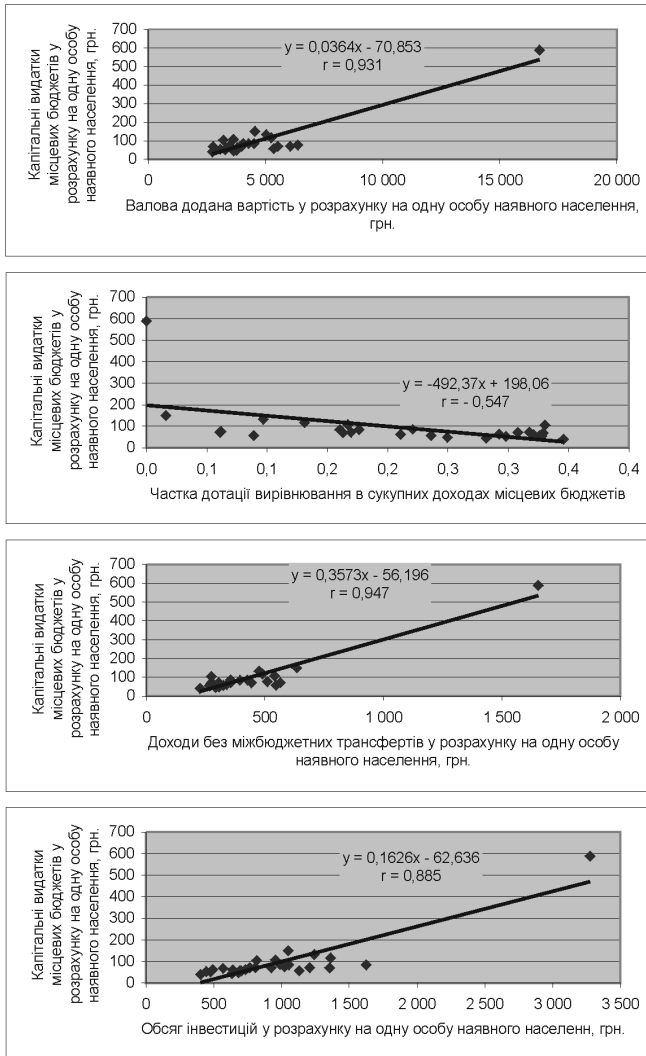 Капітальні видатки
місцевих бюджетів у
розрахунку на одну особу
наявного населення, грн.
700
600
500
400
300
200
100
0
y = 0,0364x - 70,853
r = 0,931
0
5 000
10 000
15 000
20 000
Валова додана вартість у розрахунку на одну особу наявного населення,
грн.
Капітальні видатки
місцевих бюджетів у
розрахунку на одну особу
наявного населення, грн.
700
600
500
400
300
200
100
0
y = -492,37x + 198,06
r = - 0,547
0,0
0,1
0,1
0,2
0,2
0,3
0,3
0,4
0,4
Частка дотації вирівнювання в сукупних доходах місцевих бюджетів
Капітальні видатки
місцевих бюджетів у
розрахунку на одну особу
наявного населення, грн.
700
600
500
400
300
200
100
0
y = 0,3573x - 56,196
r = 0,947
0
500
1 000
1 500
2 000
Доходи без міжбюджетних трансфертів у розрахунку на одну особу
наявного населення, грн.
Капітальні видатки
місцевих бюджетів у
розрахунку на одну особу
наявного населення, грн.
700
600
500
400
300
200
100
0
y = 0,1626x - 62,636
r = 0,885
0
500
1 000
1 500
2 000
2 500
3 000
3 500
Обсяг інвестицій у розрахунку на одну особу наявного населенн, грн.